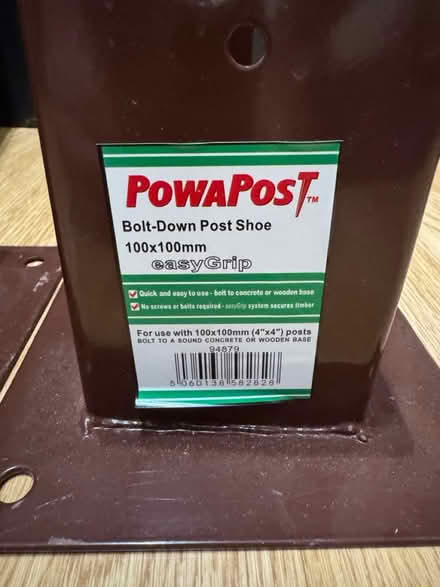 POWAPOST™
Bolt-Down Post Shoe
100x100mm
easyGrip
Quick and easy to use - bolt to concrete or wooden base
No screws or bolts required - easyGrip system secures timber
For use with 100x100mm (4"x4") posts
BOLT TO A SOUND CONCRETE OR WOODEN BASE
94879
5 060138 582828